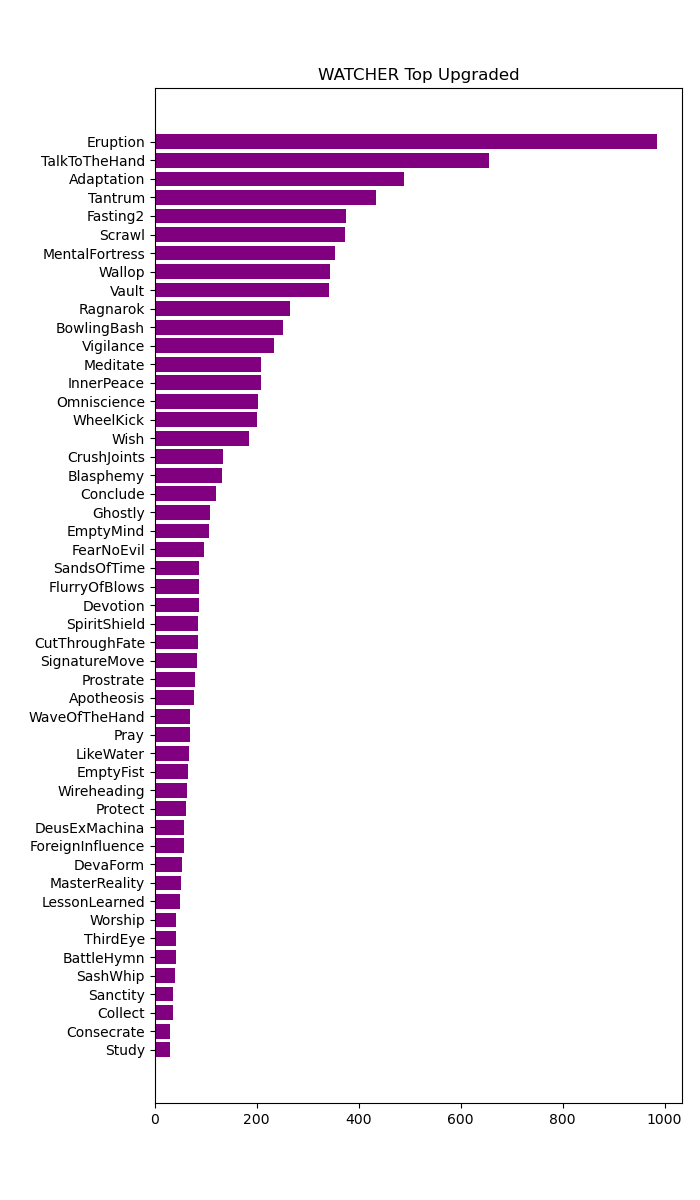 WATCHER Top Upgraded
Eruption
TalkToTheHand
Adaptation
Tantrum
Fasting2
Scrawl
MentalFortress
Wallop
Vault
Ragnarok
BowlingBash
Vigilance
Meditate
InnerPeace
Omniscience
WheelKick
Wish
CrushJoints
Blasphemy
Conclude
Ghostly
EmptyMind
FearNoEvil
SandsOfTime
FlurryOfBlows
Devotion
SpiritShield
CutThroughFate
SignatureMove
Prostrate
Apotheosis
WaveOfTheHand
Pray
LikeWater
EmptyFist
Wireheading
Protect
DeusExMachina
ForeignInfluence
DevaForm
MasterReality
LessonLearned
Worship
ThirdEye
BattleHymn
SashWhip
Sanctity
Collect
Consecrate
Study
0 200 400 600 800 1000